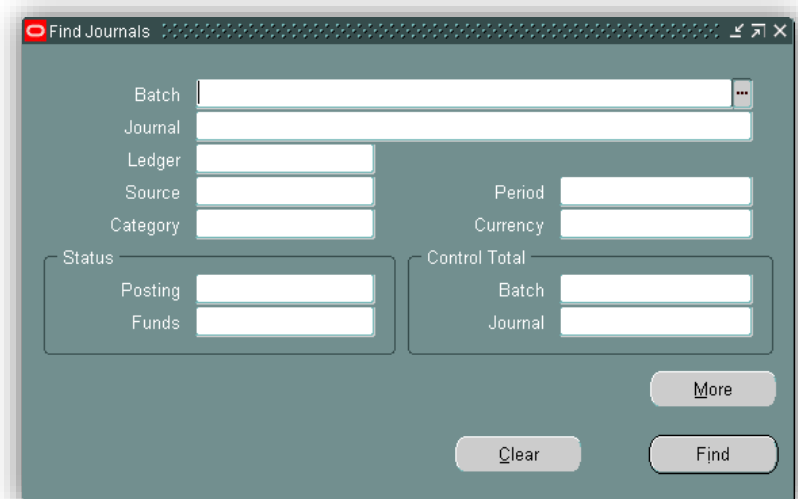 Find Journals
Batch
Journal
Ledger
Source Period
Category Currency
Status Control Total
Posting Batch
Funds Journal
More
Clear Find